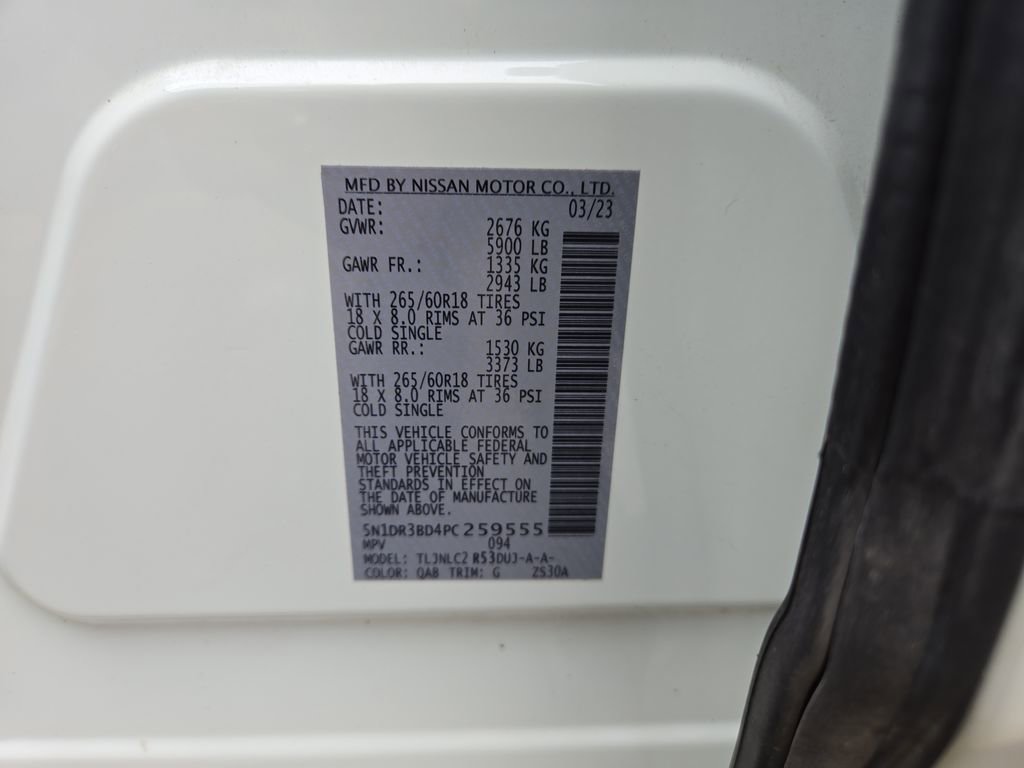 MFD BY NISSAN MOTOR CO., LTD.
DATE: 03/23
GVWR: 2676 KG
5900 LB
GAWR FR.: 1335 KG
2943 LB
WITH 265/60R18 TIRES
18 X 8.0 RIMS AT 36 PSI
COLD SINGLE
GAWR RR.: 1530 KG
3373 LB
WITH 265/60R18 TIRES
18 X 8.0 RIMS AT 36 PSI
COLD SINGLE
THIS VEHICLE CONFORMS TO
ALL APPLICABLE FEDERAL
MOTOR VEHICLE SAFETY AND
THEFT PREVENTION
STANDARDS IN EFFECT ON
THE DATE OF MANUFACTURE
SHOWN ABOVE.
5N1DR3BD4PC259555
MPV 094
MODEL: TLJNLC2 R53DUJ-A-A-
COLOR: QAB TRIM: G ZS30A